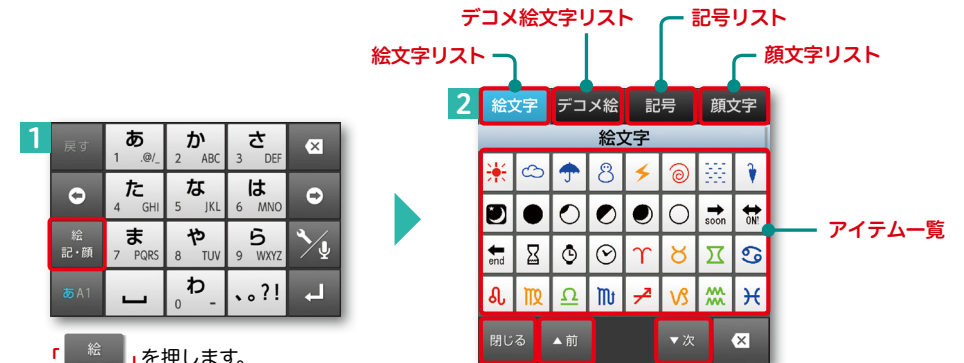 デコメ絵文字リスト
記号リスト
絵文字リスト
顔文字リスト
1
戻す
あ
1 .@/_
か
2 ABC
さ
3 DEF
た
4 GHI
な
5 JKL
は
6 MNO
絵
記・顔
ま
7 PQRS
や
8 TUV
ら
9 WXYZ
あA1
わ
0 -
、。?!
「 絵 」を押します。
2
絵文字
デコメ絵
記号
顔文字
絵文字
soon
ON!
end
アイテム一覧
閉じる
▲前
▼次